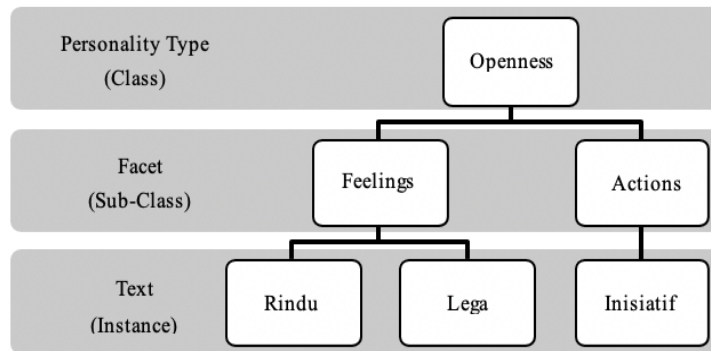 Personality Type
(Class)
Openness
Facet
(Sub-Class)
Feelings
Actions
Text
(Instance)
Rindu
Lega
Inisiatif